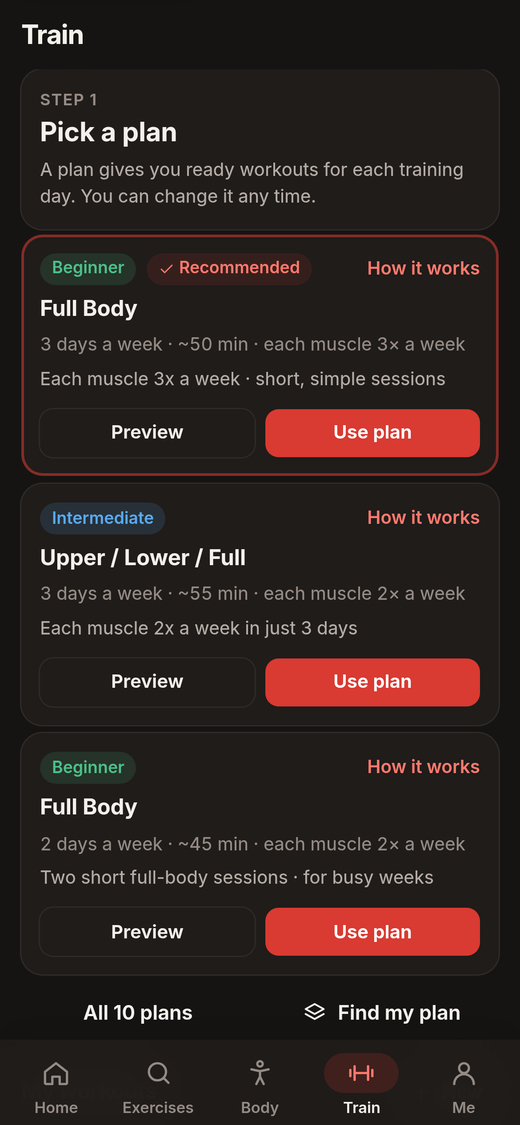 Train
STEP 1
Pick a plan
A plan gives you ready workouts for each training
day. You can change it any time.
Beginner
Recommended
How it works
Full Body
3 days a week · ~50 min · each muscle 3× a week
Each muscle 3x a week · short, simple sessions
Preview
Use plan
Intermediate
How it works
Upper / Lower / Full
3 days a week · ~55 min · each muscle 2× a week
Each muscle 2x a week in just 3 days
Preview
Use plan
Beginner
How it works
Full Body
2 days a week · ~45 min · each muscle 2× a week
Two short full-body sessions · for busy weeks
Preview
Use plan
All 10 plans
Find my plan
Home
Exercises
Body
Train
Me